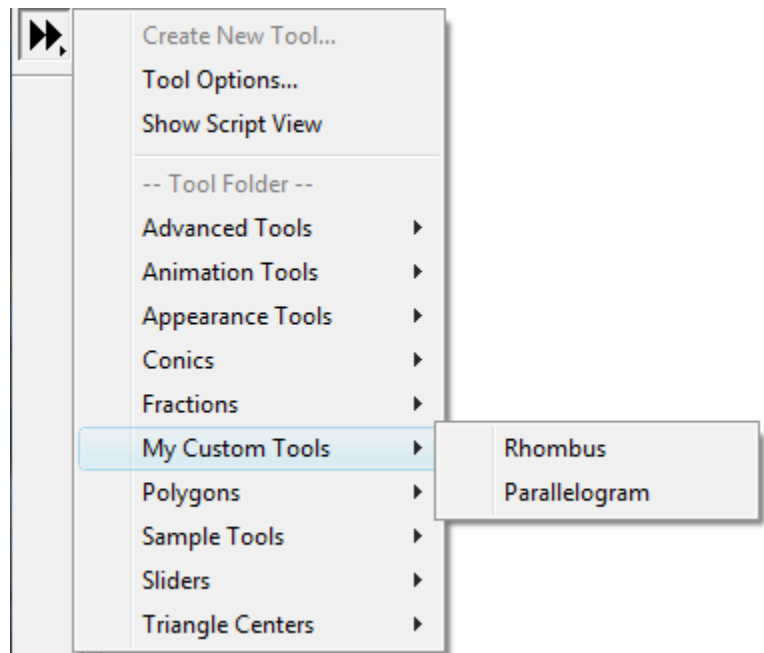 Create New Tool...
Tool Options...
Show Script View
-- Tool Folder --
Advanced Tools
Animation Tools
Appearance Tools
Conics
Fractions
My Custom Tools
Rhombus
Polygons
Parallelogram
Sample Tools
Sliders
Triangle Centers